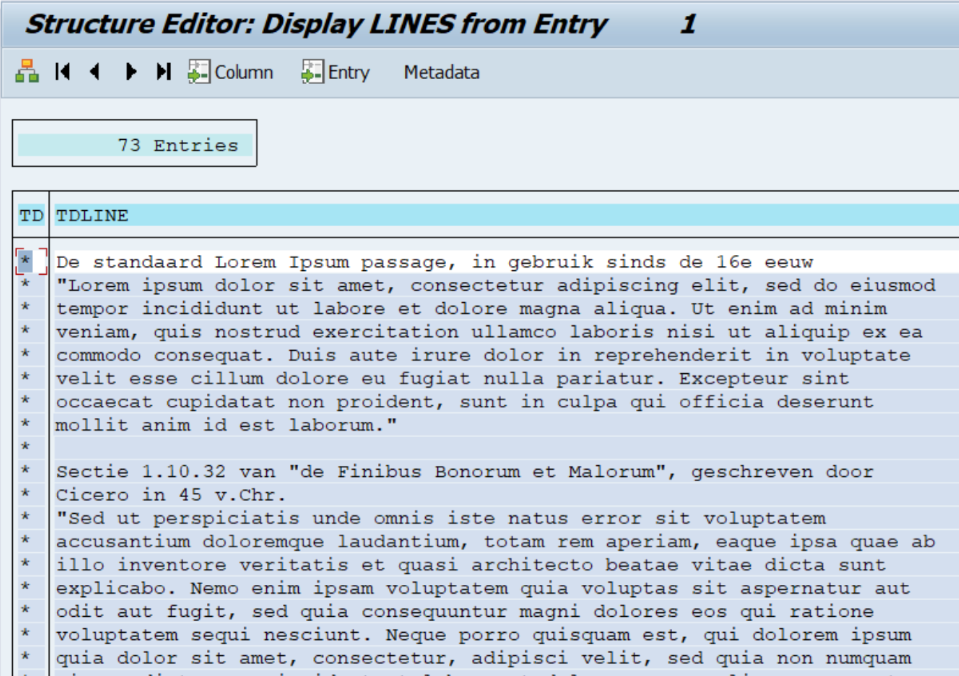 Structure Editor: Display LINES from Entry 1
Column Entry Metadata
73 Entries
TD TDLINE
* De standaard Lorem Ipsum passage, in gebruik sinds de 16e eeuw
* "Lorem ipsum dolor sit amet, consectetur adipiscing elit, sed do eiusmod
* tempor incididunt ut labore et dolore magna aliqua. Ut enim ad minim
* veniam, quis nostrud exercitation ullamco laboris nisi ut aliquip ex ea
* commodo consequat. Duis aute irure dolor in reprehenderit in voluptate
* velit esse cillum dolore eu fugiat nulla pariatur. Excepteur sint
* occaecat cupidatat non proident, sunt in culpa qui officia deserunt
* mollit anim id est laborum."
*
* Sectie 1.10.32 van "de Finibus Bonorum et Malorum", geschreven door
* Cicero in 45 v.Chr.
* "Sed ut perspiciatis unde omnis iste natus error sit voluptatem
* accusantium doloremque laudantium, totam rem aperiam, eaque ipsa quae ab
* illo inventore veritatis et quasi architecto beatae vitae dicta sunt
* explicabo. Nemo enim ipsam voluptatem quia voluptas sit aspernatur aut
* odit aut fugit, sed quia consequuntur magni dolores eos qui ratione
* voluptatem sequi nesciunt. Neque porro quisquam est, qui dolorem ipsum
* quia dolor sit amet, consectetur, adipisci velit, sed quia non numquam